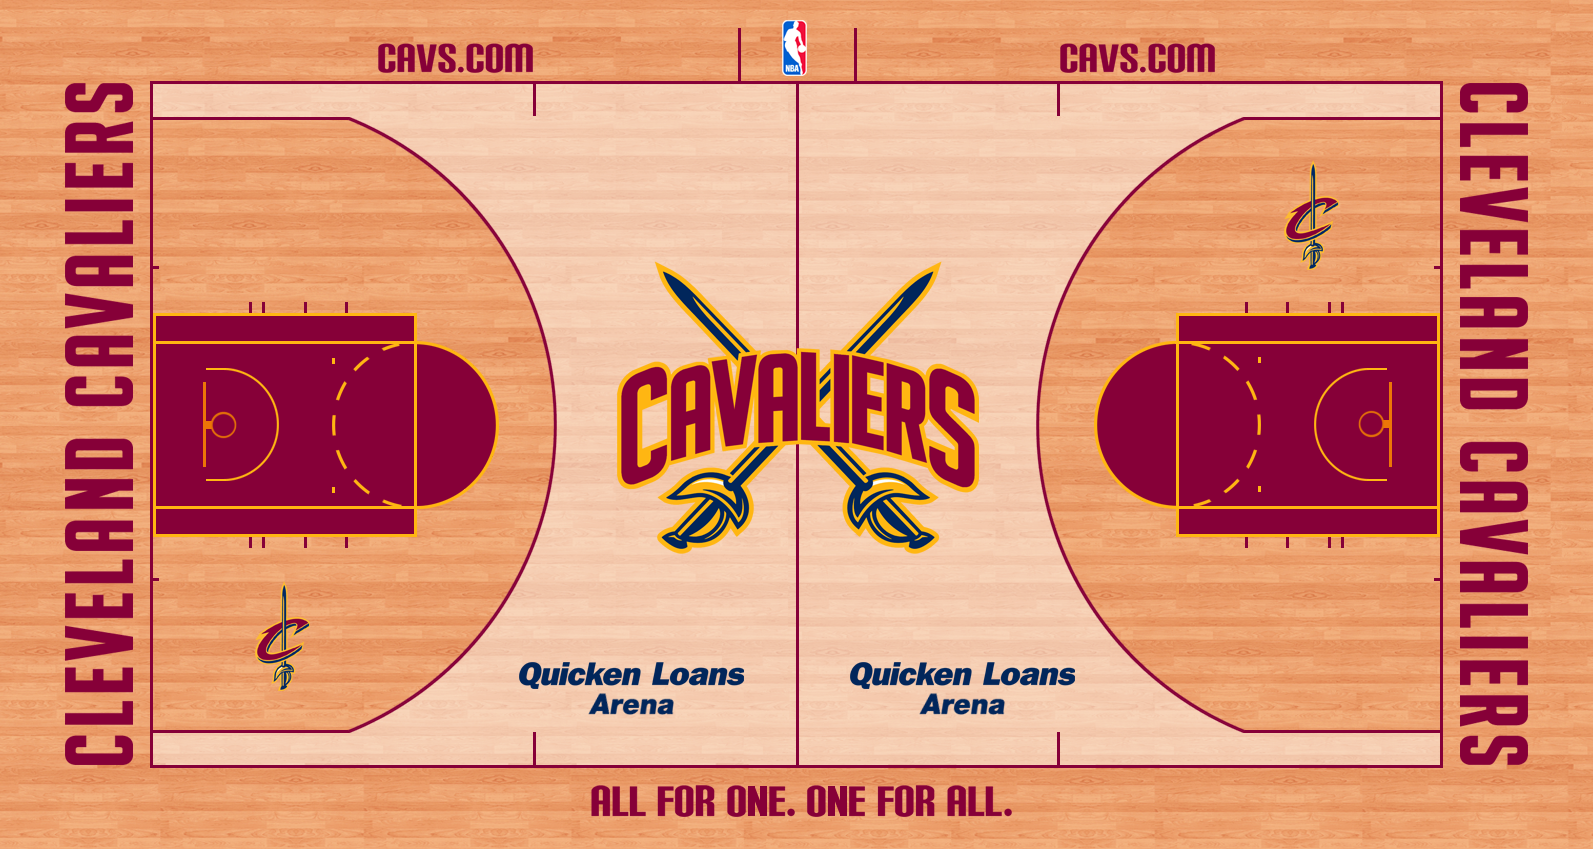 CAVS.COM
NBA
CAVS.COM
CLEVELAND CAVALIERS
CLEVELAND CAVALIERS
CAVALIERS
C
C
Quicken Loans
Arena
Quicken Loans
Arena
ALL FOR ONE. ONE FOR ALL.